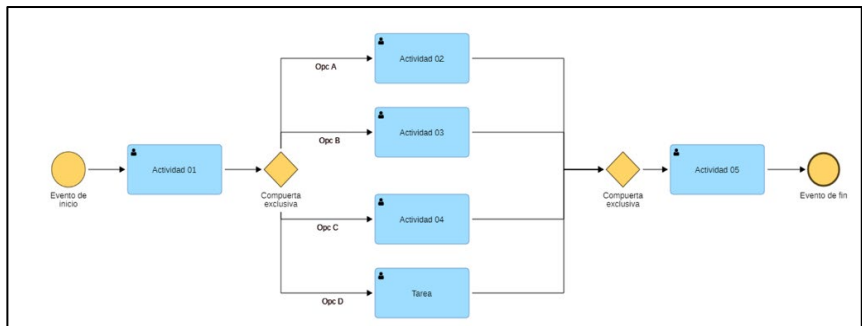 Opc A
Actividad 02
Opc B
Actividad 03
Actividad 01
Evento de
inicio
Compuerta
exclusiva
Opc C
Actividad 04
Opc D
Tarea
Compuerta
exclusiva
Actividad 05
Evento de fin